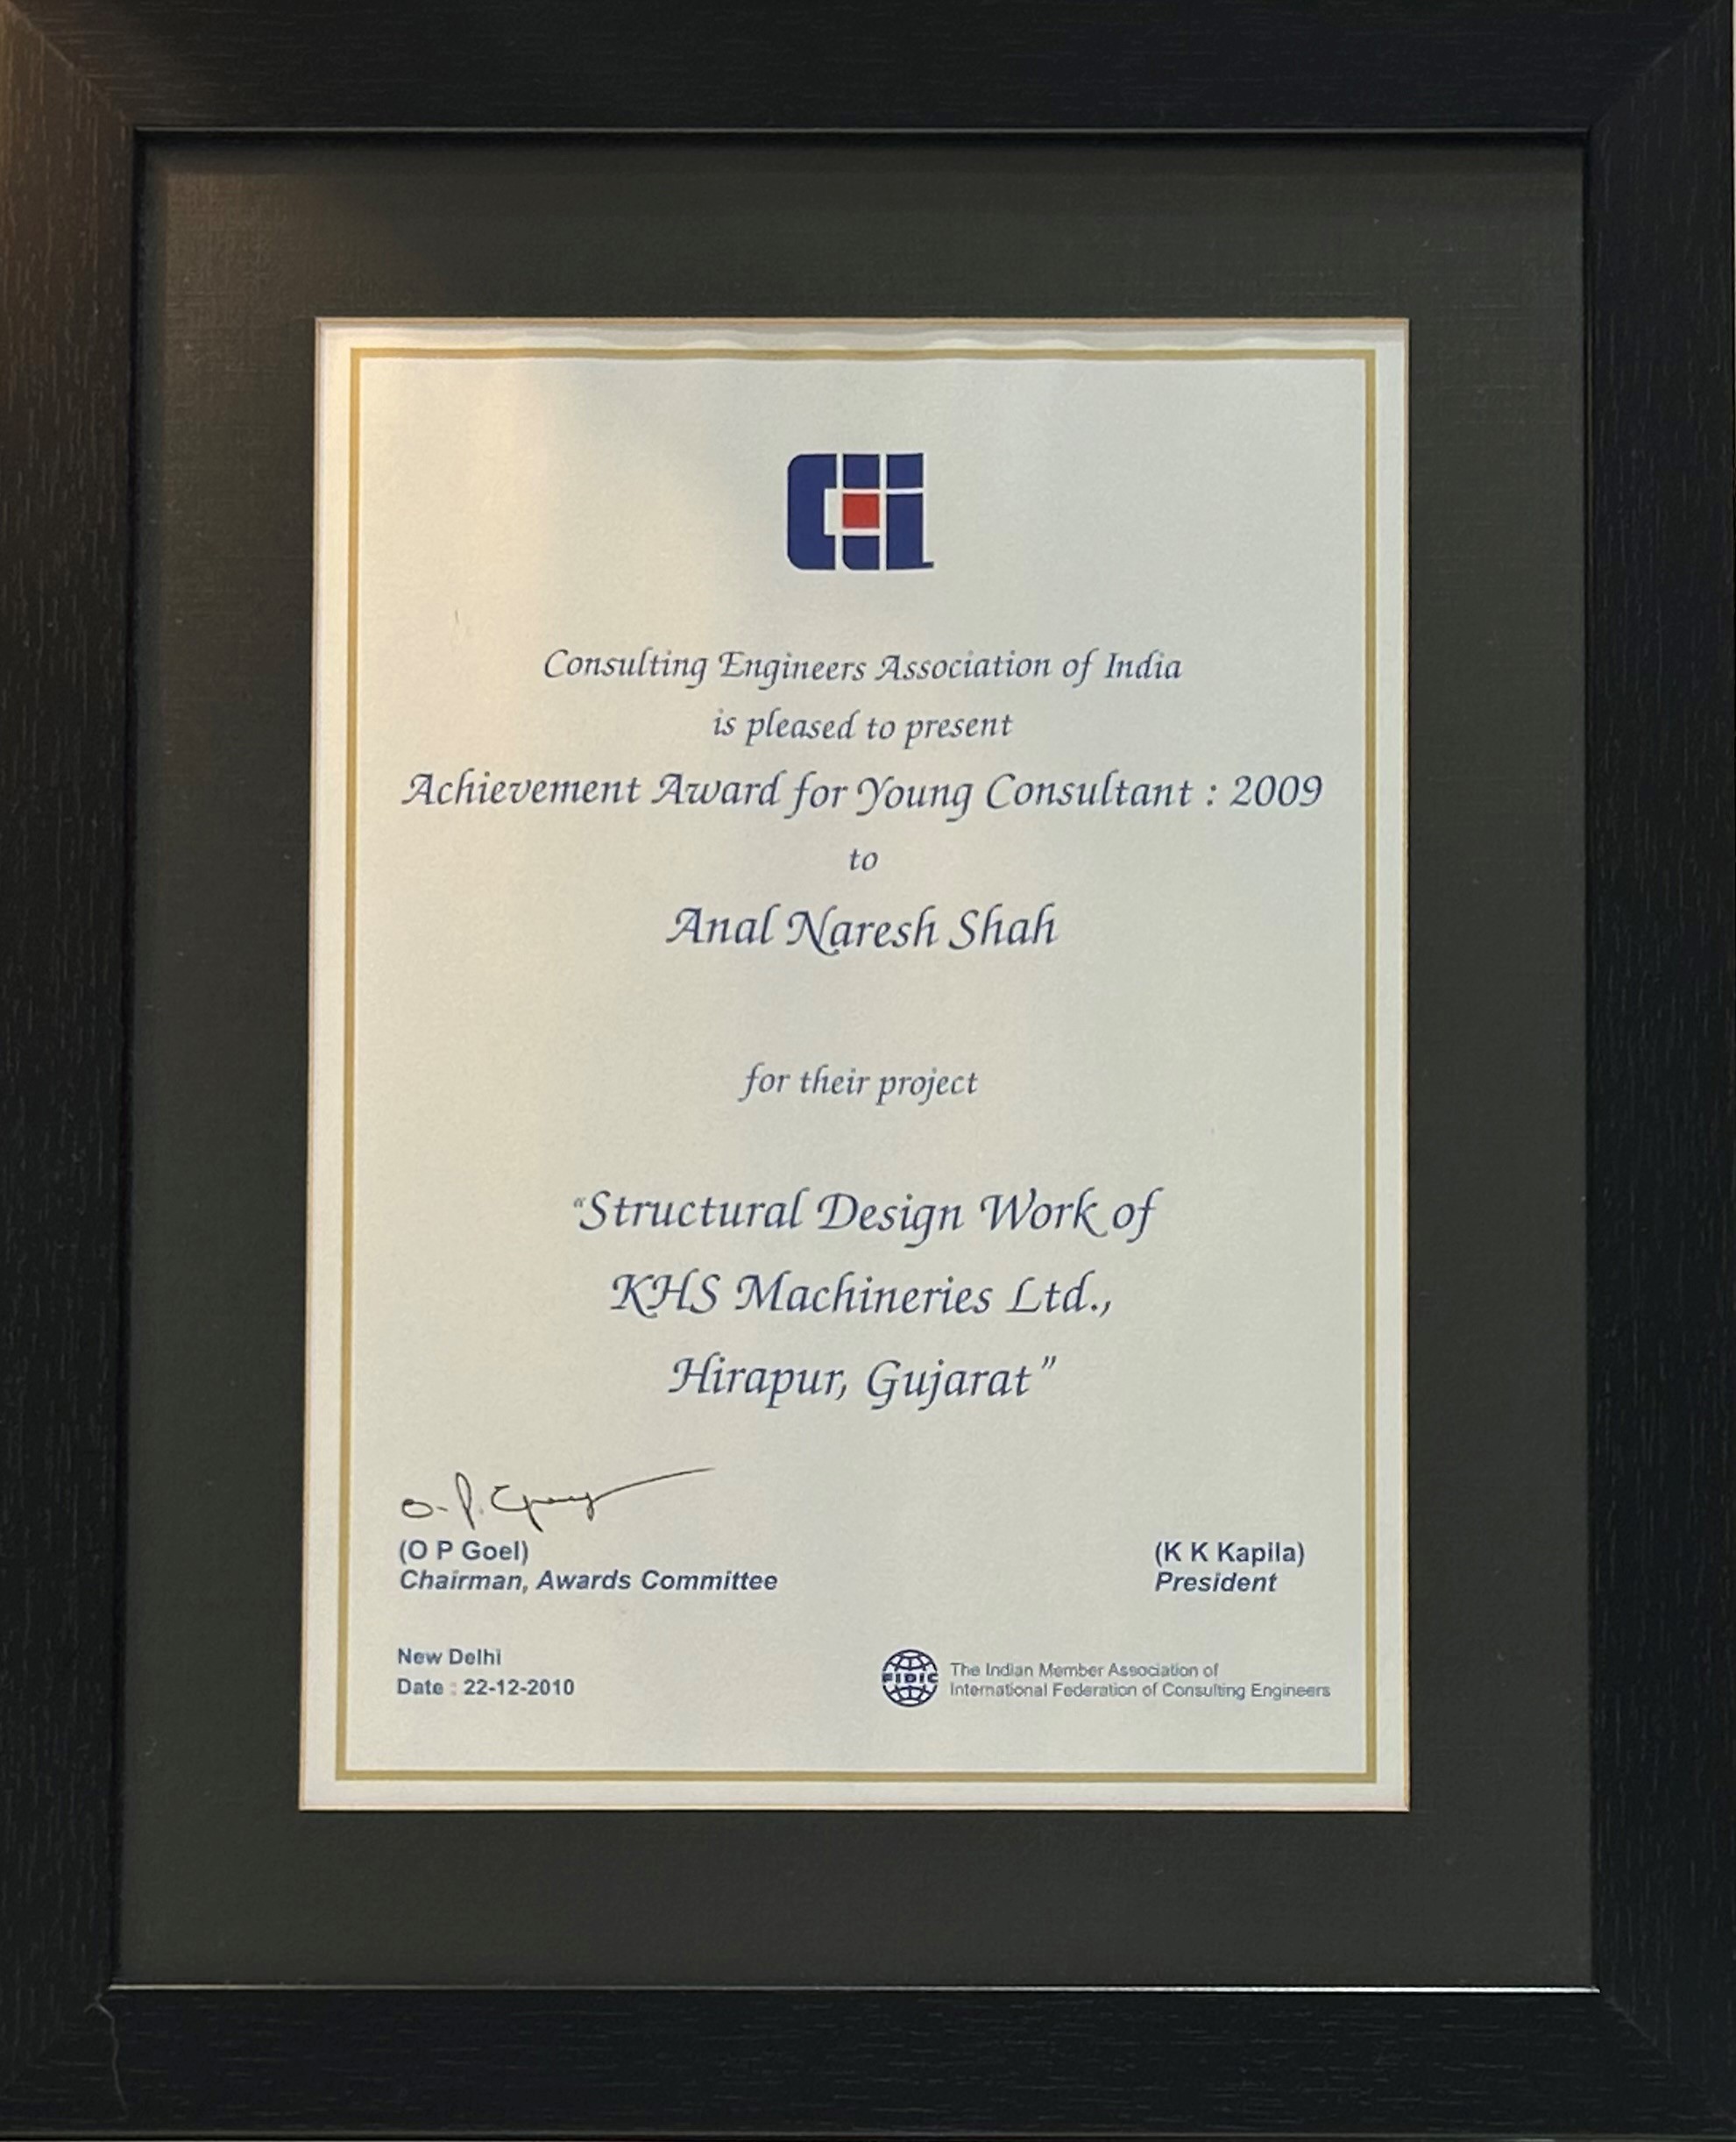 Consulting Engineers Association of India
is pleased to present
Achievement Award for Young Consultant : 2009
to
Anal Naresh Shah
for their project
"Structural Design Work of
KHS Machineries Ltd.,
Hirapur, Gujarat"
(O P Goel)
Chairman, Awards Committee
(K K Kapila)
President
New Delhi
Date : 22-12-2010
FIDIC
The Indian Member Association of
International Federation of Consulting Engineers